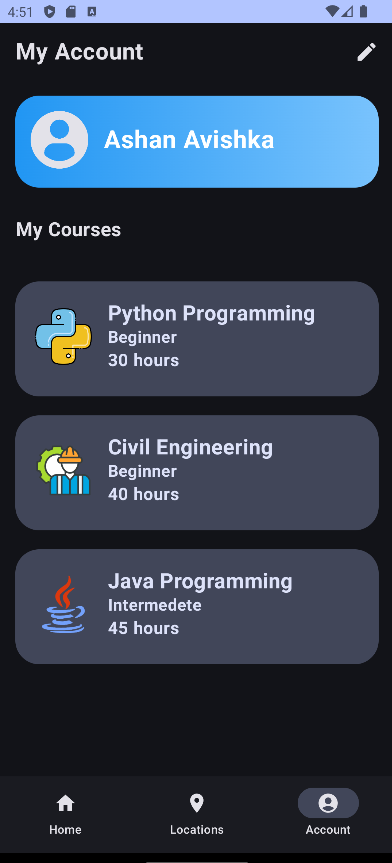 4:51
My Account
Ashan Avishka
My Courses
Python Programming
Beginner
30 hours
Civil Engineering
Beginner
40 hours
Java Programming
Intermedete
45 hours
Home
Locations
Account